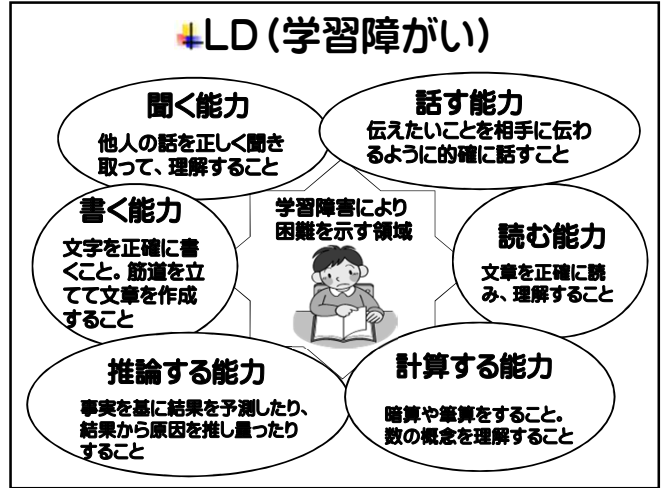 LD(学習障がい)
聞く能力
他人の話を正しく聞き
取って、理解すること
話す能力
伝えたいことを相手に伝わ
るように的確に話すこと
書く能力
文字を正確に書
くこと。筋道を立
てて文章を作成
すること
学習障害により
困難を示す領域
読む能力
文章を正確に読
み、理解すること
推論する能力
事実を基に結果を予測したり、
結果から原因を推し量ったり
すること
計算する能力
暗算や筆算をすること。
数の概念を理解すること